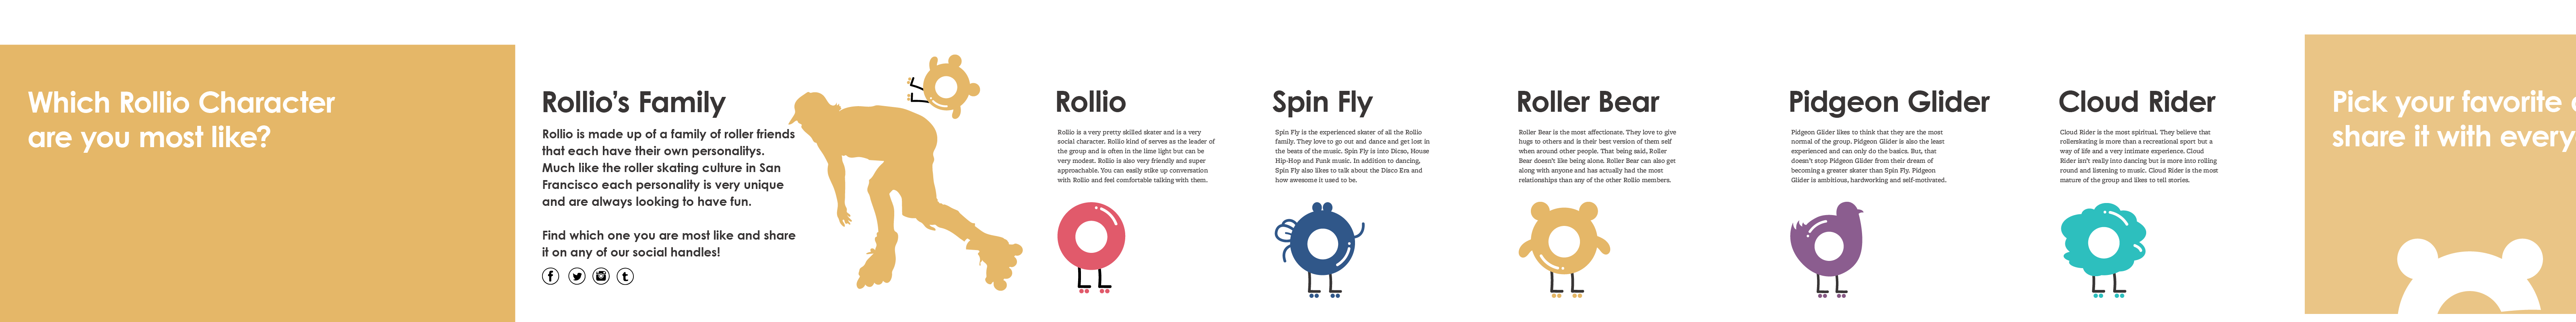 Which Rollio Character
are you most like?
Rollio's Family
Rollio is made up of a family of roller friends
that each have their own personalitys.
Much like the roller skating culture in San
Francisco each personality is very unique
and are always looking to have fun.
Find which one you are most like and share
it on any of our social handles!
Rollio
Rollio is a very pretty skilled skater and is a very
social character. Rollio kind of serves as the leader of
the group and is often in the lime light but can be
very modest. Rollio is also very friendly and super
approachable. You can easily stike up conversation
with Rollio and feel comfortable talking with them.
Spin Fly
Spin Fly is the experienced skater of all the Rollio
family. They love to go out and dance and get lost in
the beats of the music. Spin Fly is into Dicso, House
Hip-Hop and Funk music. In addition to dancing,
Spin Fly also likes to talk about the Disco Era and
how awesome it used to be.
Roller Bear
Roller Bear is the most affectionate. They love to give
hugs to others and is their best version of them self
when around other people. That being said, Roller
Bear doesn't like being alone. Roller Bear can also get
along with anyone and has actually had the most
relationships than any of the other Rollio members.
Pidgeon Glider
Pidgeon Glider likes to think that they are the most
normal of the group. Pidgeon Glider is also the least
experienced and can only do the basics. But, that
doesn't stop Pidgeon Glider from their dream of
becoming a greater skater than Spin Fly. Pidgeon
Glider is ambitious, hardworking and self-motivated.
Cloud Rider
Cloud Rider is the most spiritual. They believe that
rollerskating is more than a recreational sport but a
way of life and a very intimate experience. Cloud
Rider isn't really into dancing but is more into rolling
round and listening to music. Cloud Rider is the most
mature of the group and likes to tell stories.
Pick your favorite
share it with every